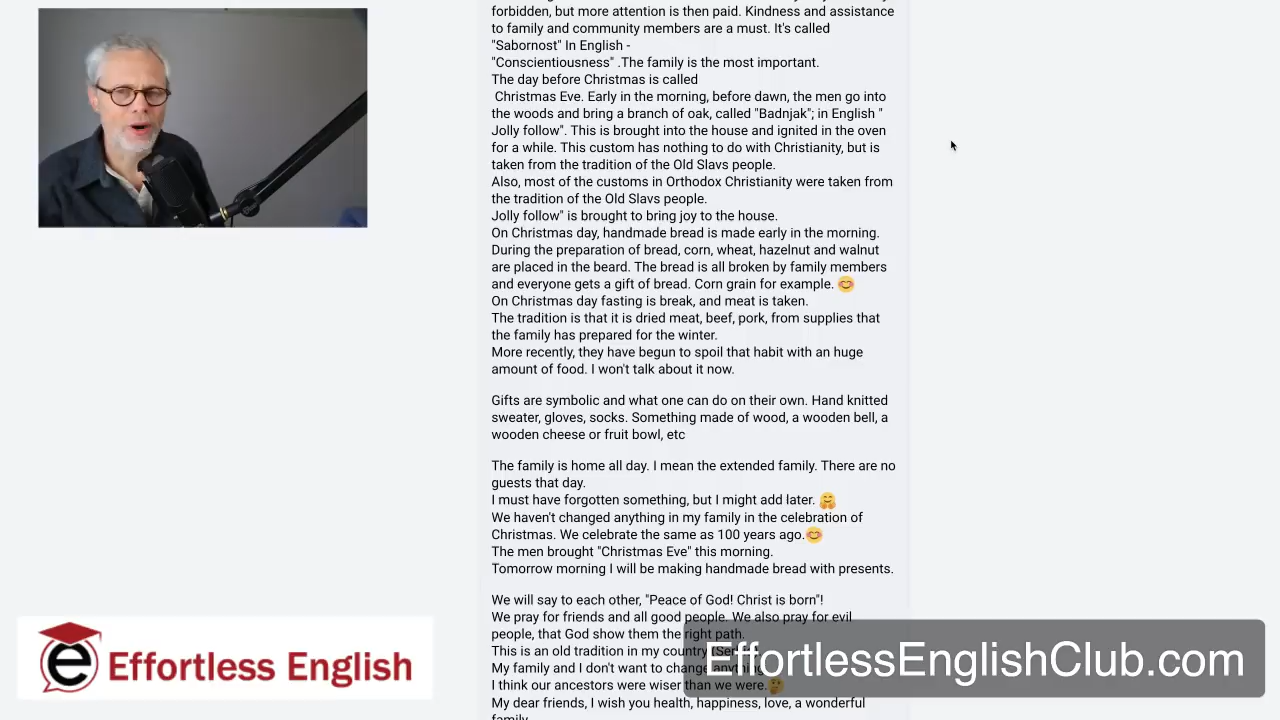 forbidden, but more attention is then paid. Kindness and assistance
to family and community members are a must. It's called
"Sabornost" In English -
"Conscientiousness" .The family is the most important.
The day before Christmas is called
Christmas Eve. Early in the morning, before dawn, the men go into
the woods and bring a branch of oak, called "Badnjak"; in English "
Jolly follow". This is brought into the house and ignited in the oven
for a while. This custom has nothing to do with Christianity, but is
taken from the tradition of the Old Slavs people.
Also, most of the customs in Orthodox Christianity were taken from
the tradition of the Old Slavs people.
Jolly follow" is brought to bring joy to the house.
On Christmas day, handmade bread is made early in the morning.
During the preparation of bread, corn, wheat, hazelnut and walnut
are placed in the beard. The bread is all broken by family members
and everyone gets a gift of bread. Corn grain for example. 😊
On Christmas day fasting is break, and meat is taken.
The tradition is that it is dried meat, beef, pork, from supplies that
the family has prepared for the winter.
More recently, they have begun to spoil that habit with an huge
amount of food. I won't talk about it now.
Gifts are symbolic and what one can do on their own. Hand knitted
sweater, gloves, socks. Something made of wood, a wooden bell, a
wooden cheese or fruit bowl, etc
The family is home all day. I mean the extended family. There are no
guests that day.
I must have forgotten something, but I might add later. 🤗
We haven't changed anything in my family in the celebration of
Christmas. We celebrate the same as 100 years ago.😊
The men brought "Christmas Eve" this morning.
Tomorrow morning I will be making handmade bread with presents.
We will say to each other, "Peace of God! Christ is born"!
We pray for friends and all good people. We also pray for evil
people, that God show them the right path.
This is an old tradition in my country
My family and I don't want to change
I think our ancestors were wiser than we were.🤔
My dear friends, I wish you health, happiness, love, a wonderful
e Effortless English
EffortlessEnglishClub.com